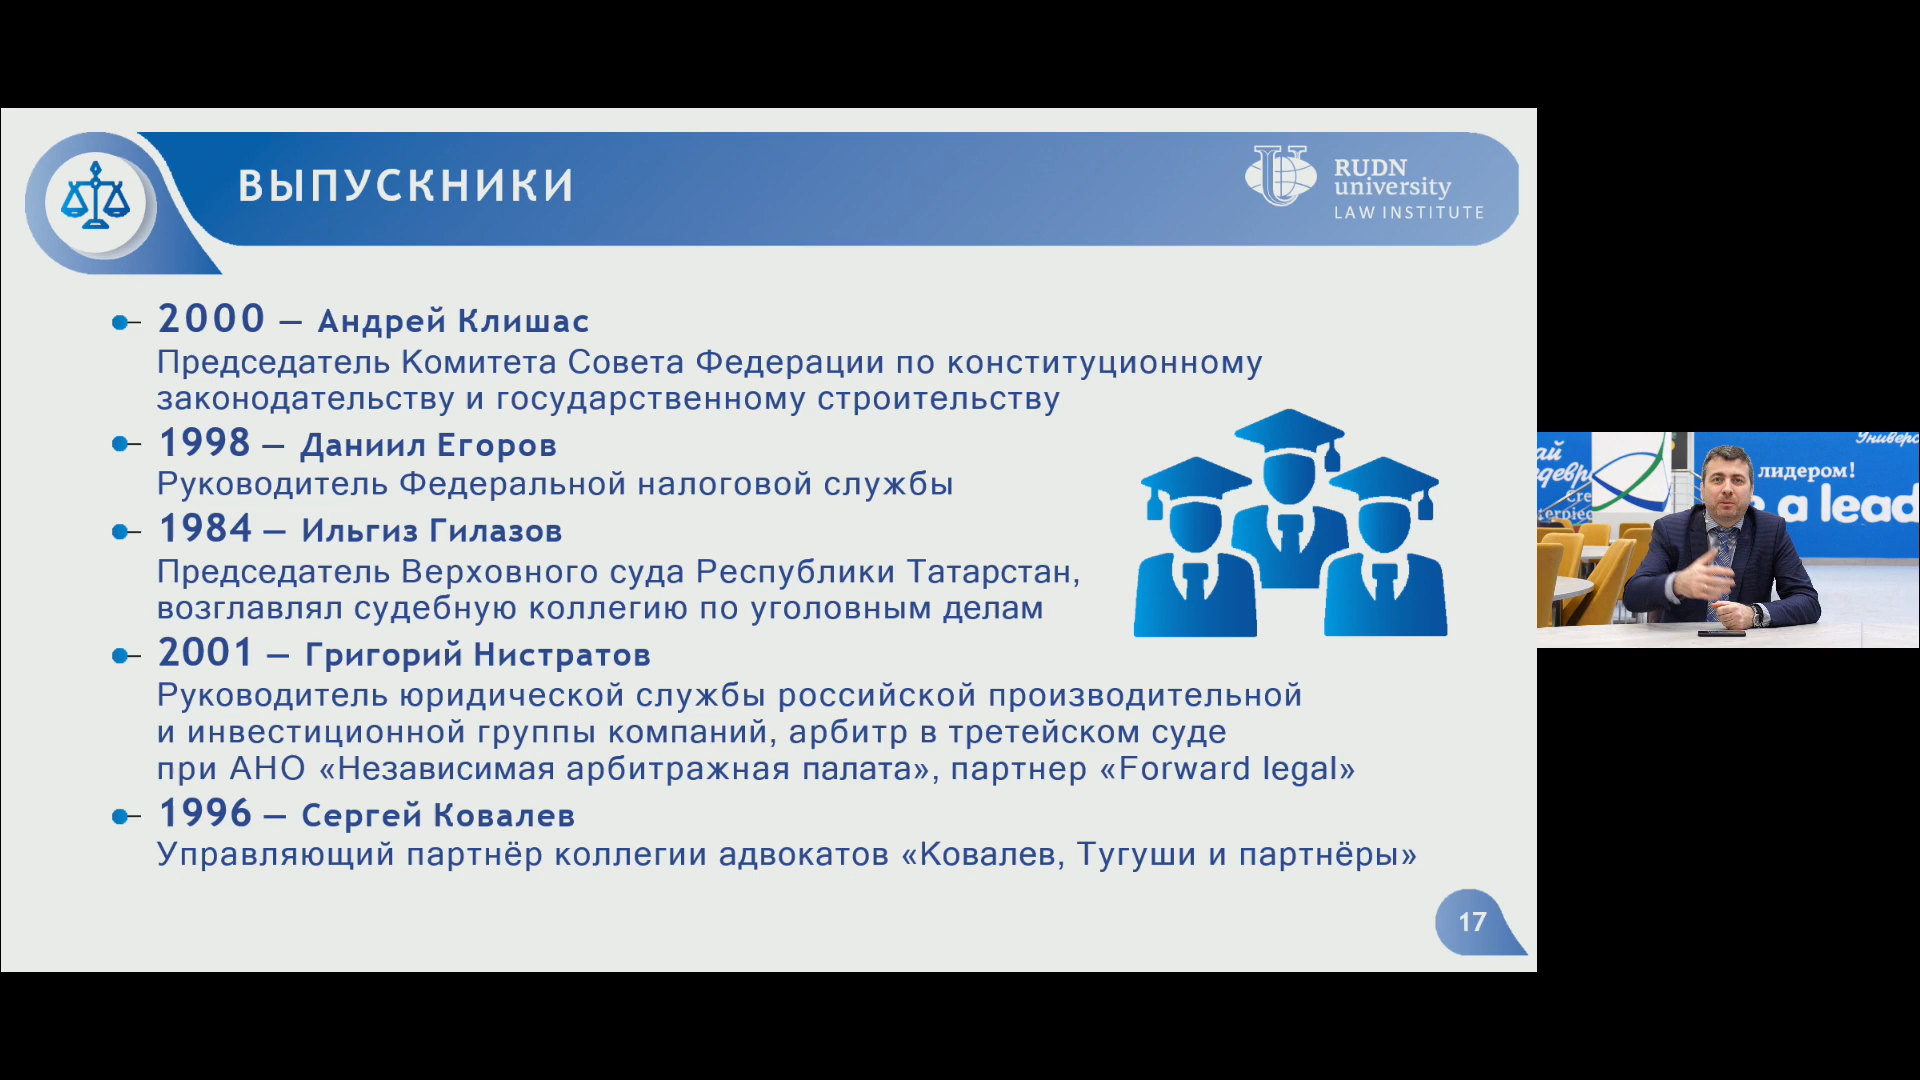 ВЫПУСКНИКИ
RUDN
university
LAW INSTITUTE
2000 — Андрей Клишас
Председатель Комитета Совета Федерации по конституционному
законодательству и государственному строительству
1998 — Даниил Егоров
Руководитель Федеральной налоговой службы
1984 — Ильгиз Гилазов
Председатель Верховного суда Республики Татарстан,
возглавлял судебную коллегию по уголовным делам
2001 — Григорий Нистратов
Руководитель юридической службы российской производительной
и инвестиционной группы компаний, арбитр в третейском суде
при АНО «Независимая арбитражная палата», партнер «Forward legal»
1996 — Сергей Ковалев
Управляющий партнёр коллегии адвокатов «Ковалев, Тугуши и партнёры»
17
лидером!
a lead